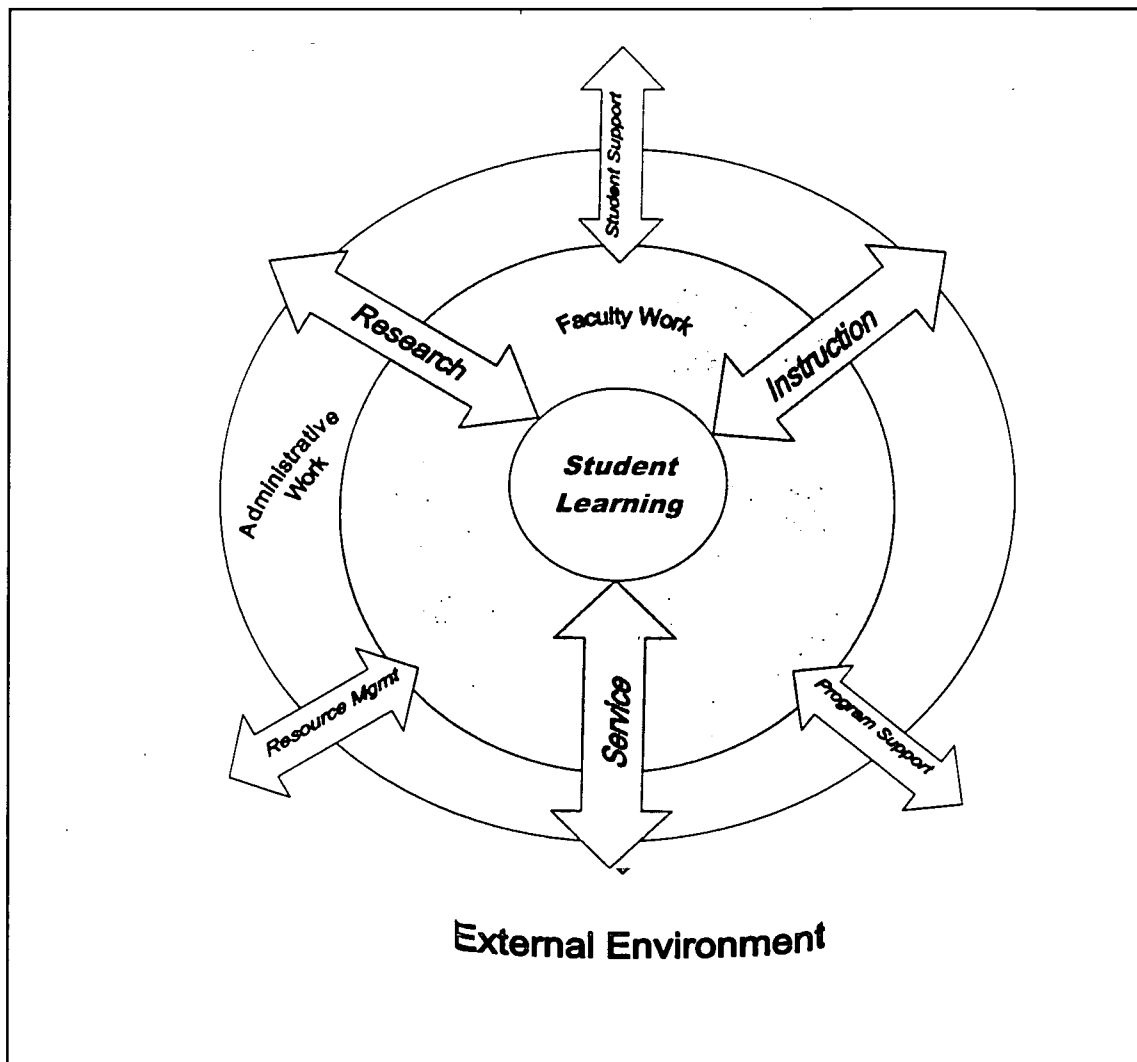 Student Support
Research
Faculty Work
Instruction
Administrative
Work
Student
Learning
Resource Mgmt
Service
Program Support
External Environment